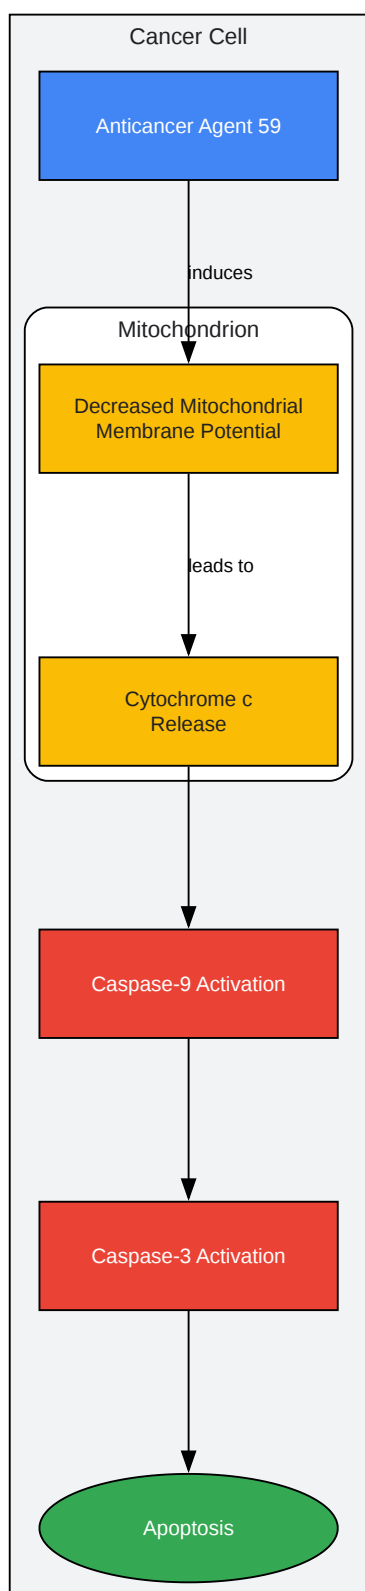 Cancer Cell
Anticancer Agent 59
induces
Mitochondrion
Decreased Mitochondrial
Membrane Potential
leads to
Cytochrome c
Release
Caspase-9 Activation
Caspase-3 Activation
Apoptosis